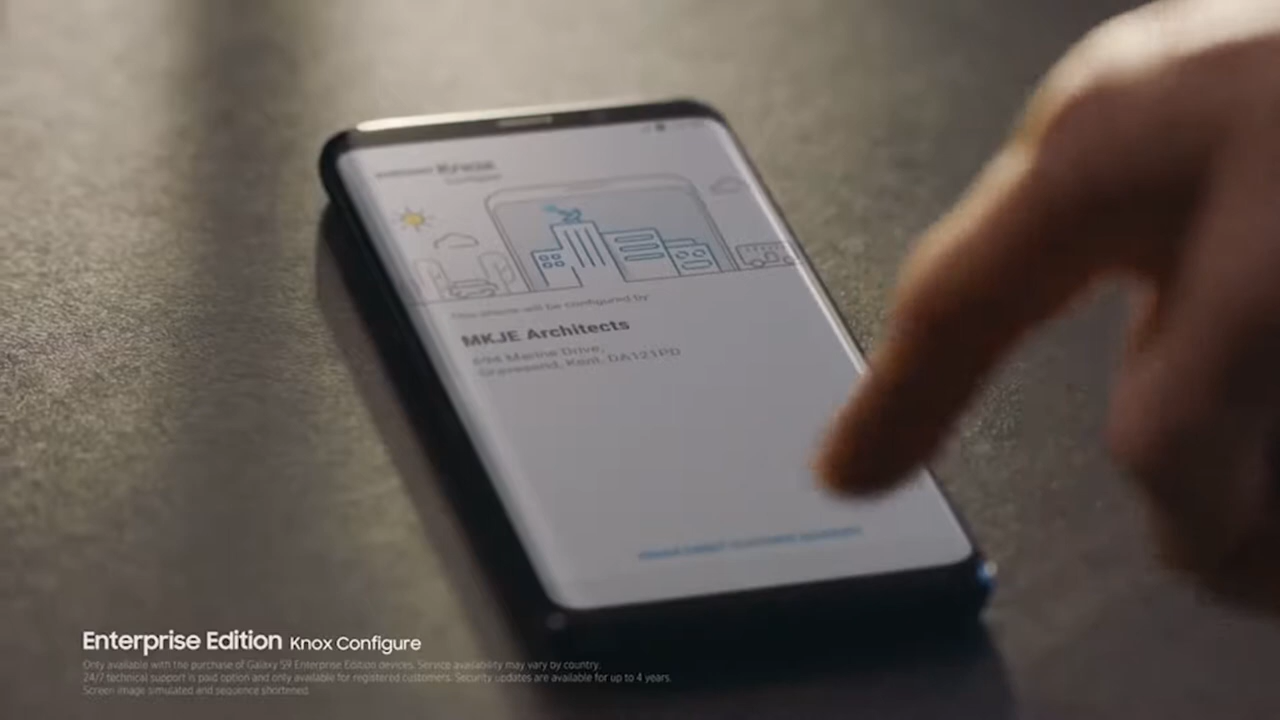 Knox
This phone will be configured by
MKJE Architects
694 Marine Drive,
Gravesend, Kent, DA121PD
Enterprise Edition Knox Configure
Only available with the purchase of Galaxy S9 Enterprise Edition devices. Service availability may vary by country.
24/7 technical support is paid option and only available for registered customers. Security updates are available for up to 4 years.
Screen image simulated and sequence shortened.